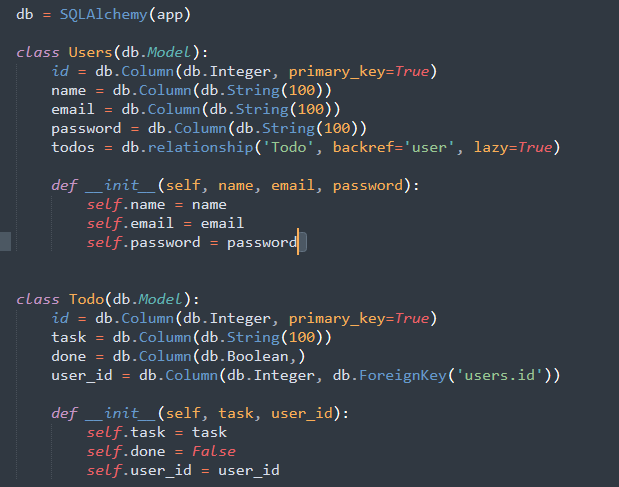 db = SQLAlchemy(app)
class Users(db.Model):
    id = db.Column(db.Integer, primary_key=True)
    name = db.Column(db.String(100))
    email = db.Column(db.String(100))
    password = db.Column(db.String(100))
    todos = db.relationship('Todo', backref='user', lazy=True)
    def __init__(self, name, email, password):
        self.name = name
        self.email = email
        self.password = password
class Todo(db.Model):
    id = db.Column(db.Integer, primary_key=True)
    task = db.Column(db.String(100))
    done = db.Column(db.Boolean,)
    user_id = db.Column(db.Integer, db.ForeignKey('users.id'))
    def __init__(self, task, user_id):
        self.task = task
        self.done = False
        self.user_id = user_id